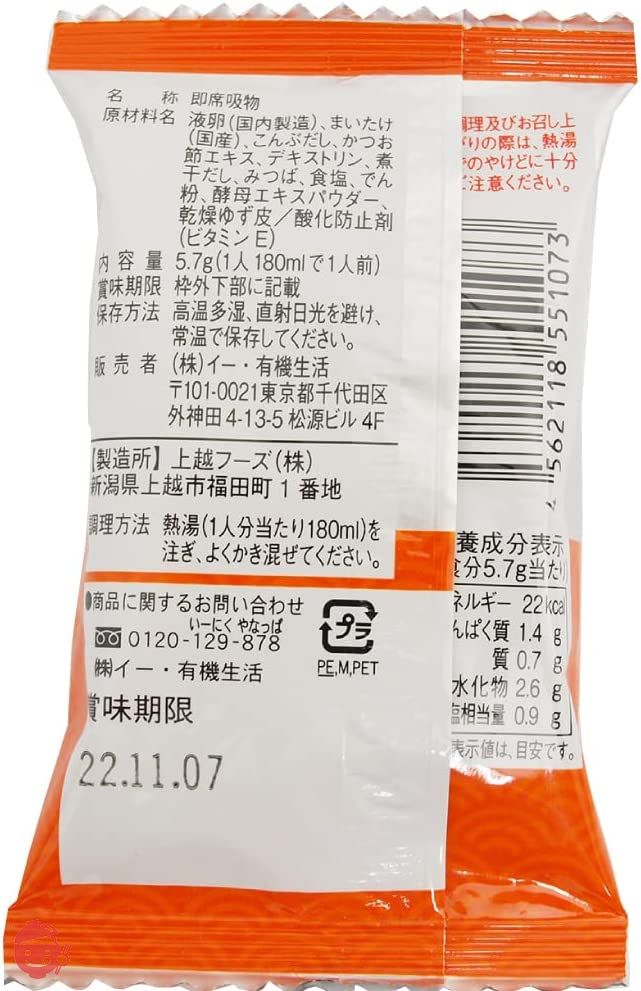 名 称 即席吸物
原材料名 液卵(国内製造)、まいたけ
(国産)、こんぶだし、かつお
節エキス、デキストリン、煮
干だし、みつば、食塩、でん
粉、酵母エキスパウダー、
乾燥ゆず皮／酸化防止剤
(ビタミンE)
内容量 5.7g(1人180mlで1人前)
賞味期限 枠外下部に記載
保存方法 高温多湿、直射日光を避け、
常温で保存してください。
販売者 (株)イー・有機生活
〒101-0021東京都千代田区
外神田4-13-5松源ビル4F
【製造所】上越フーズ(株)
新潟県上越市福田町1番地
調理方法 熱湯(1人分当たり180ml)を
注ぎ、よくかき混ぜてください。
●商品に関するお問い合わせ
いーにく やなっぱ
0120-129-878
(株)イー・有機生活
プラ
PE,M,PET
賞味期限
22.11.07
調理及びお召し上
がりの際は、熱湯
でのやけどに十分
ご注意ください。
4562118551073
養成分表示
食分5.7g当たり
ネルギー 22kcal
んぱく質 1.4 g
質 0.7 g
水化物 2.6 g
塩相当量 0.9 g
表示値は、目安です。